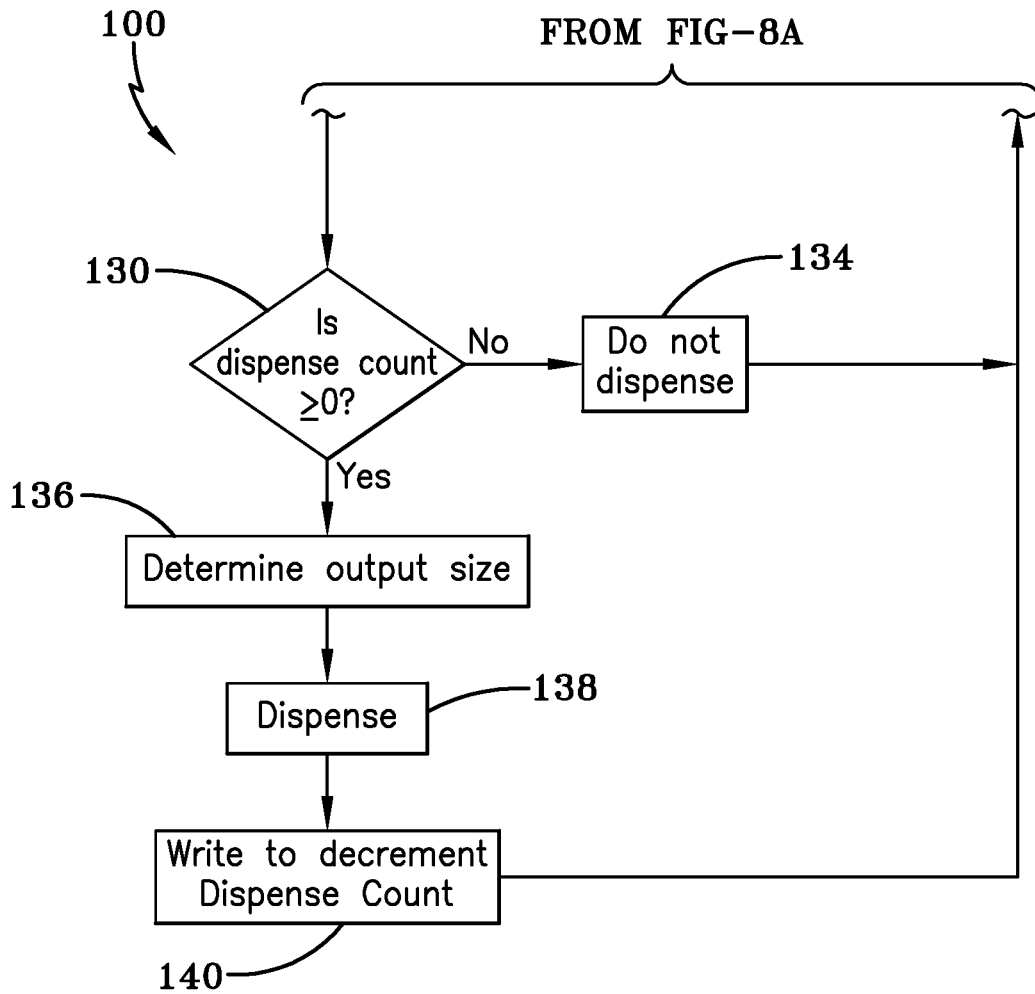 100
FROM FIG-8A
130
Is
dispense count
≥0?
No
134
Do not
dispense
Yes
136
Determine output size
138
Dispense
Write to decrement
Dispense Count
140